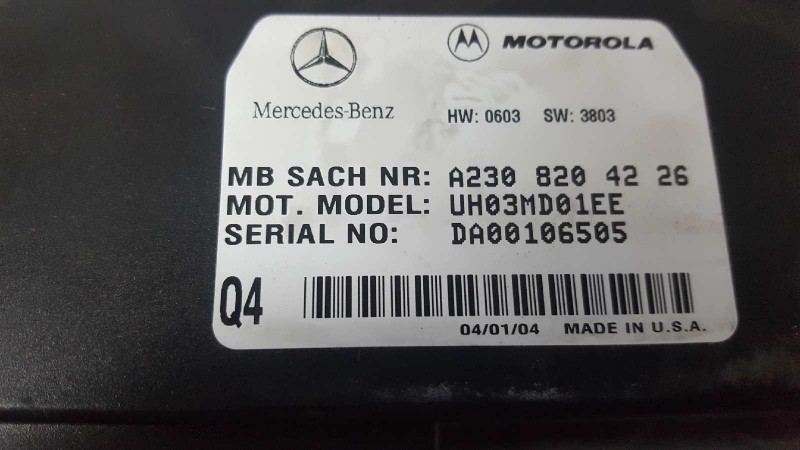 MOTOROLA
Mercedes-Benz
HW: 0603 SW: 3803
MB SACH NR: A230 820 42 26
MOT. MODEL: UH03MD01EE
SERIAL NO: DA00106505
Q4
04/01/04 MADE IN U.S.A.